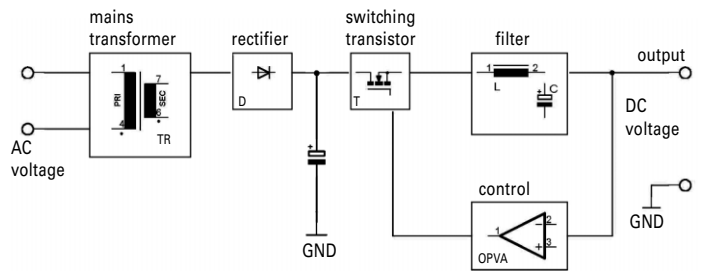 mains
transformer
rectifier
switching
transistor
filter
output
1
7
PRI
SEC
4
6
TR
D
T
1
2
L
+
C
DC
voltage
AC
voltage
+
GND
control
1
2
3
-
+
OPVA
GND